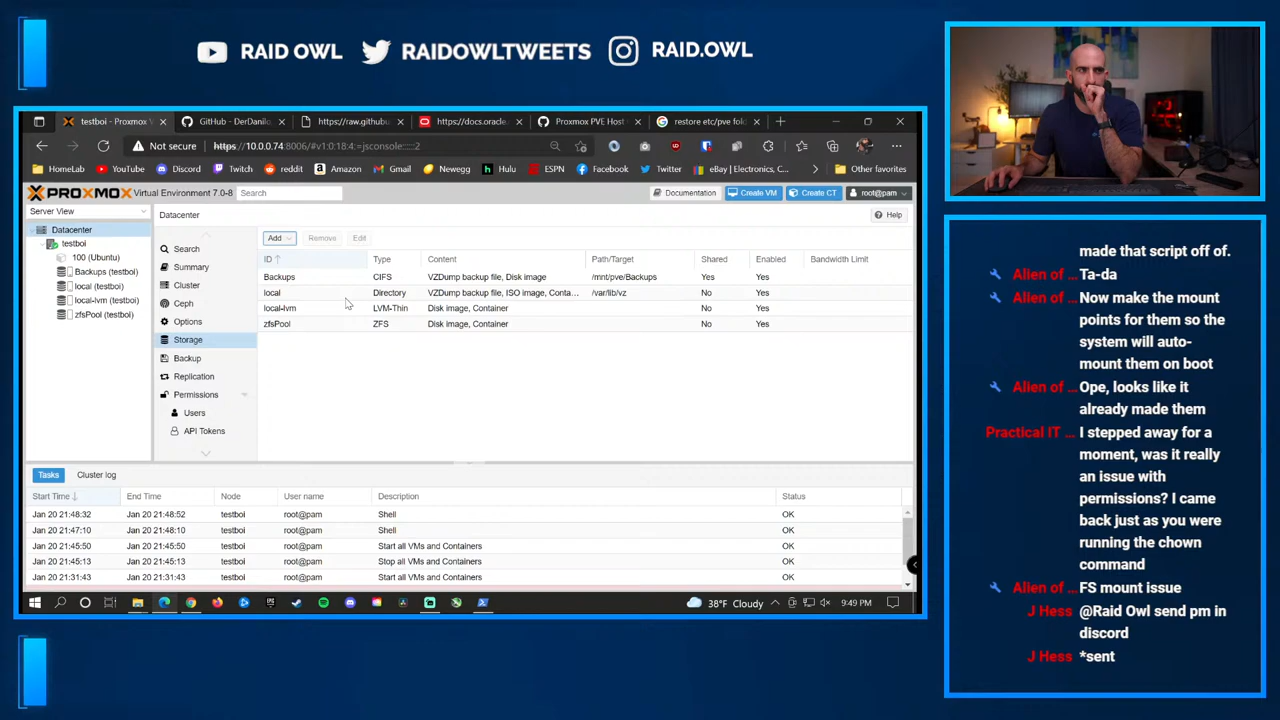 RAID OWL
RAIDOWLTWEETS
RAID.OWL
testboi - Proxmox V
GitHub - DerDanilo
https://raw.githubu
https://docs.oracle
Proxmox PVE Host
restore etc/pve fold
Not secure
https://10.0.0.74:8006/#v1:0:18:4:=jsconsole:::::2
HomeLab
YouTube
Discord
Twitch
reddit
Amazon
Gmail
Newegg
Hulu
ESPN
Facebook
eBay | Electronics,...
Other favorites
PROXMOX Virtual Environment 7.0-8
Search
Documentation
Create VM
Create CT
root@pam
Server View
Datacenter
Help
Datacenter
testboi
100 (Ubuntu)
Backups (testboi)
local (testboi)
local-lvm (testboi)
zfsPool (testboi)
Search
Summary
Cluster
Ceph
Options
Storage
Backup
Replication
Permissions
Users
API Tokens
Add
Remove
Edit
ID Type Content Path/Target Shared Enabled Bandwidth Limit
Backups CIFS VZDump backup file, Disk image /mnt/pve/Backups Yes Yes
local Directory VZDump backup file, ISO image, Conta... /var/lib/vz No Yes
local-lvm LVM-Thin Disk image, Container No Yes
zfsPool ZFS Disk image, Container No Yes
Tasks
Cluster log
Start Time End Time Node User name Description Status
Jan 20 21:48:32 Jan 20 21:48:52 testboi root@pam Shell OK
Jan 20 21:47:10 Jan 20 21:48:10 testboi root@pam Shell OK
Jan 20 21:45:50 Jan 20 21:45:50 testboi root@pam Start all VMs and Containers OK
Jan 20 21:45:13 Jan 20 21:45:13 testboi root@pam Stop all VMs and Containers OK
Jan 20 21:31:43 Jan 20 21:31:43 testboi root@pam Start all VMs and Containers OK
38°F Cloudy
9:49 PM
made that script off of.
Alien of ... Ta-da
Alien of ... Now make the mount
points for them so the
system will auto-
mount them on boot
Alien of ... Ope, looks like it
already made them
Practical IT ... I stepped away for a
moment, was it really
an issue with
permissions? I came
back just as you were
running the chown
command
Alien of ... FS mount issue
J Hess @Raid Owl send pm in
discord
J Hess *sent